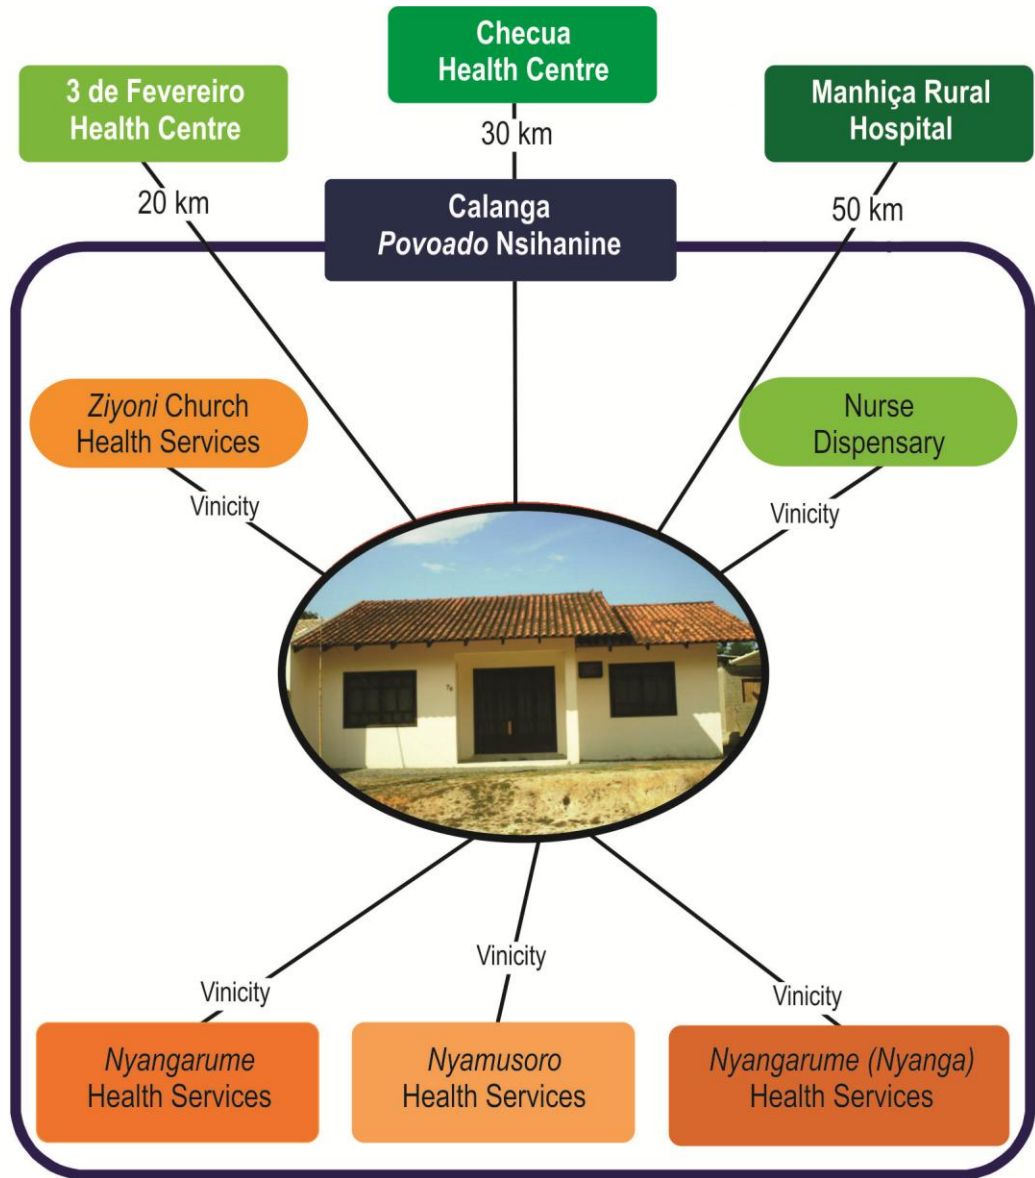 Checua
Health Centre
3 de Fevereiro
Health Centre
Manhiça Rural
Hospital
30 km
20 km
50 km
Calanga
Povoado Nsihanine
Ziyoni Church
Health Services
Nurse
Dispensary
Vinicity
Vinicity
Vinicity
Vinicity
Vinicity
Nyangarume
Health Services
Nyamusoro
Health Services
Nyangarume (Nyanga)
Health Services